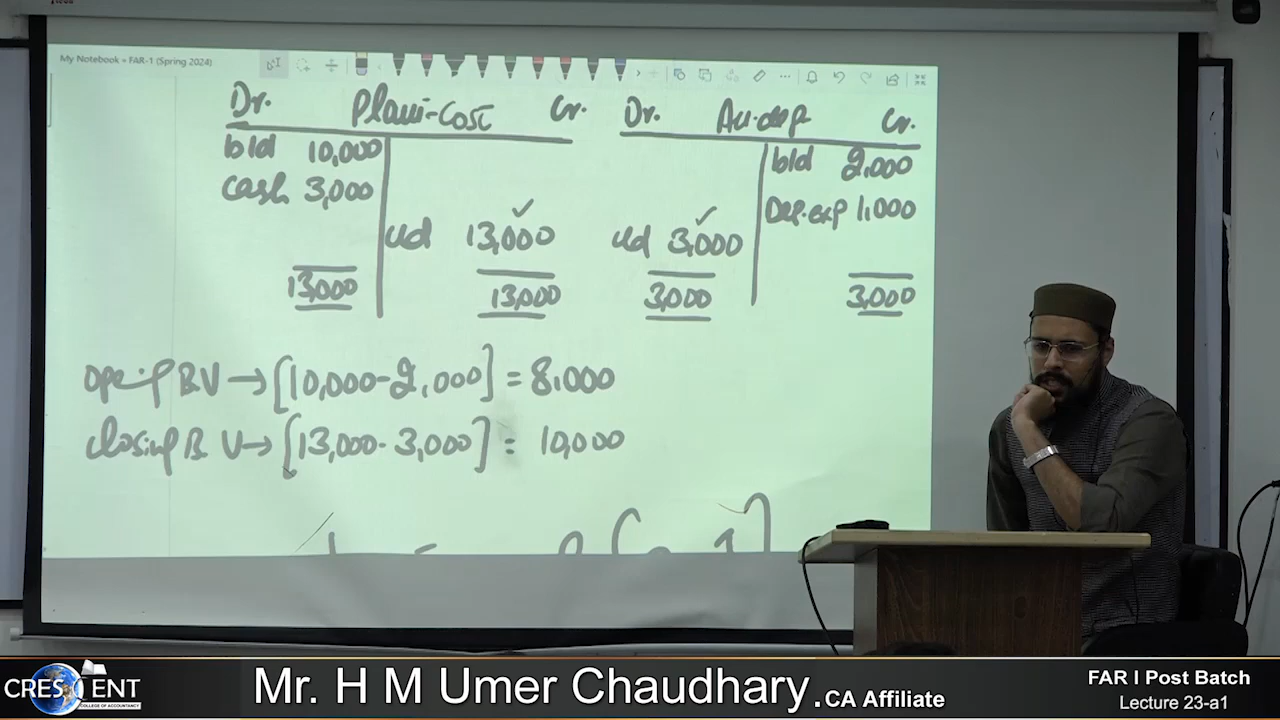 My Notebook » FAR-1 (Spring 2024)
Dr. Plant-Cost Cr. Dr. Acc.dep Cr.
b/d 10,000 b/d 2,000
Cash 3,000 Dep.exp 1,000
c/d 13,000 c/d 3,000
13,000 13,000 3,000 3,000
opening BV → [10,000-2,000] = 8,000
closing B V → [13,000-3,000] = 10,000
CRESCENT
COLLEGE OF ACCOUNTANCY
Mr. H M Umer Chaudhary .CA Affiliate
FAR I Post Batch
Lecture 23-a1